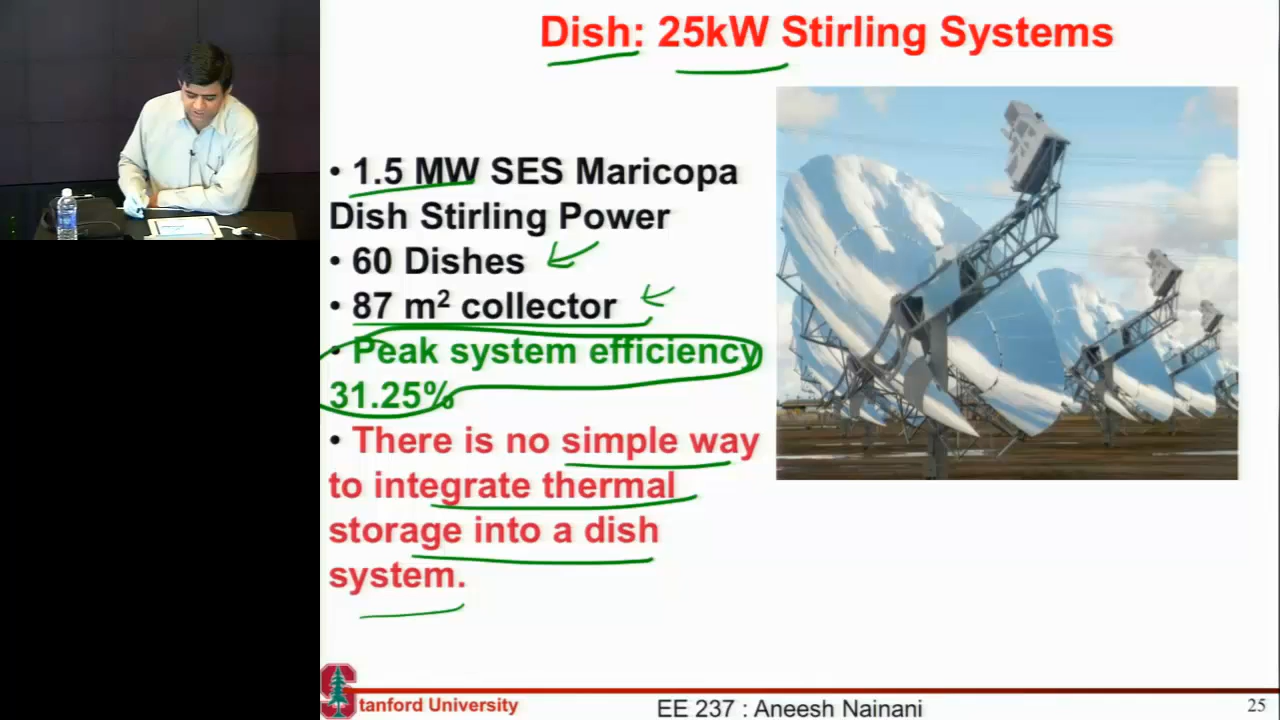 Dish: 25kW Stirling Systems
• 1.5 MW SES Maricopa
Dish Stirling Power
• 60 Dishes
• 87 m² collector
• Peak system efficiency
31.25%
• There is no simple way
to integrate thermal
storage into a dish
system.
Stanford University
EE 237 : Aneesh Nainani
25